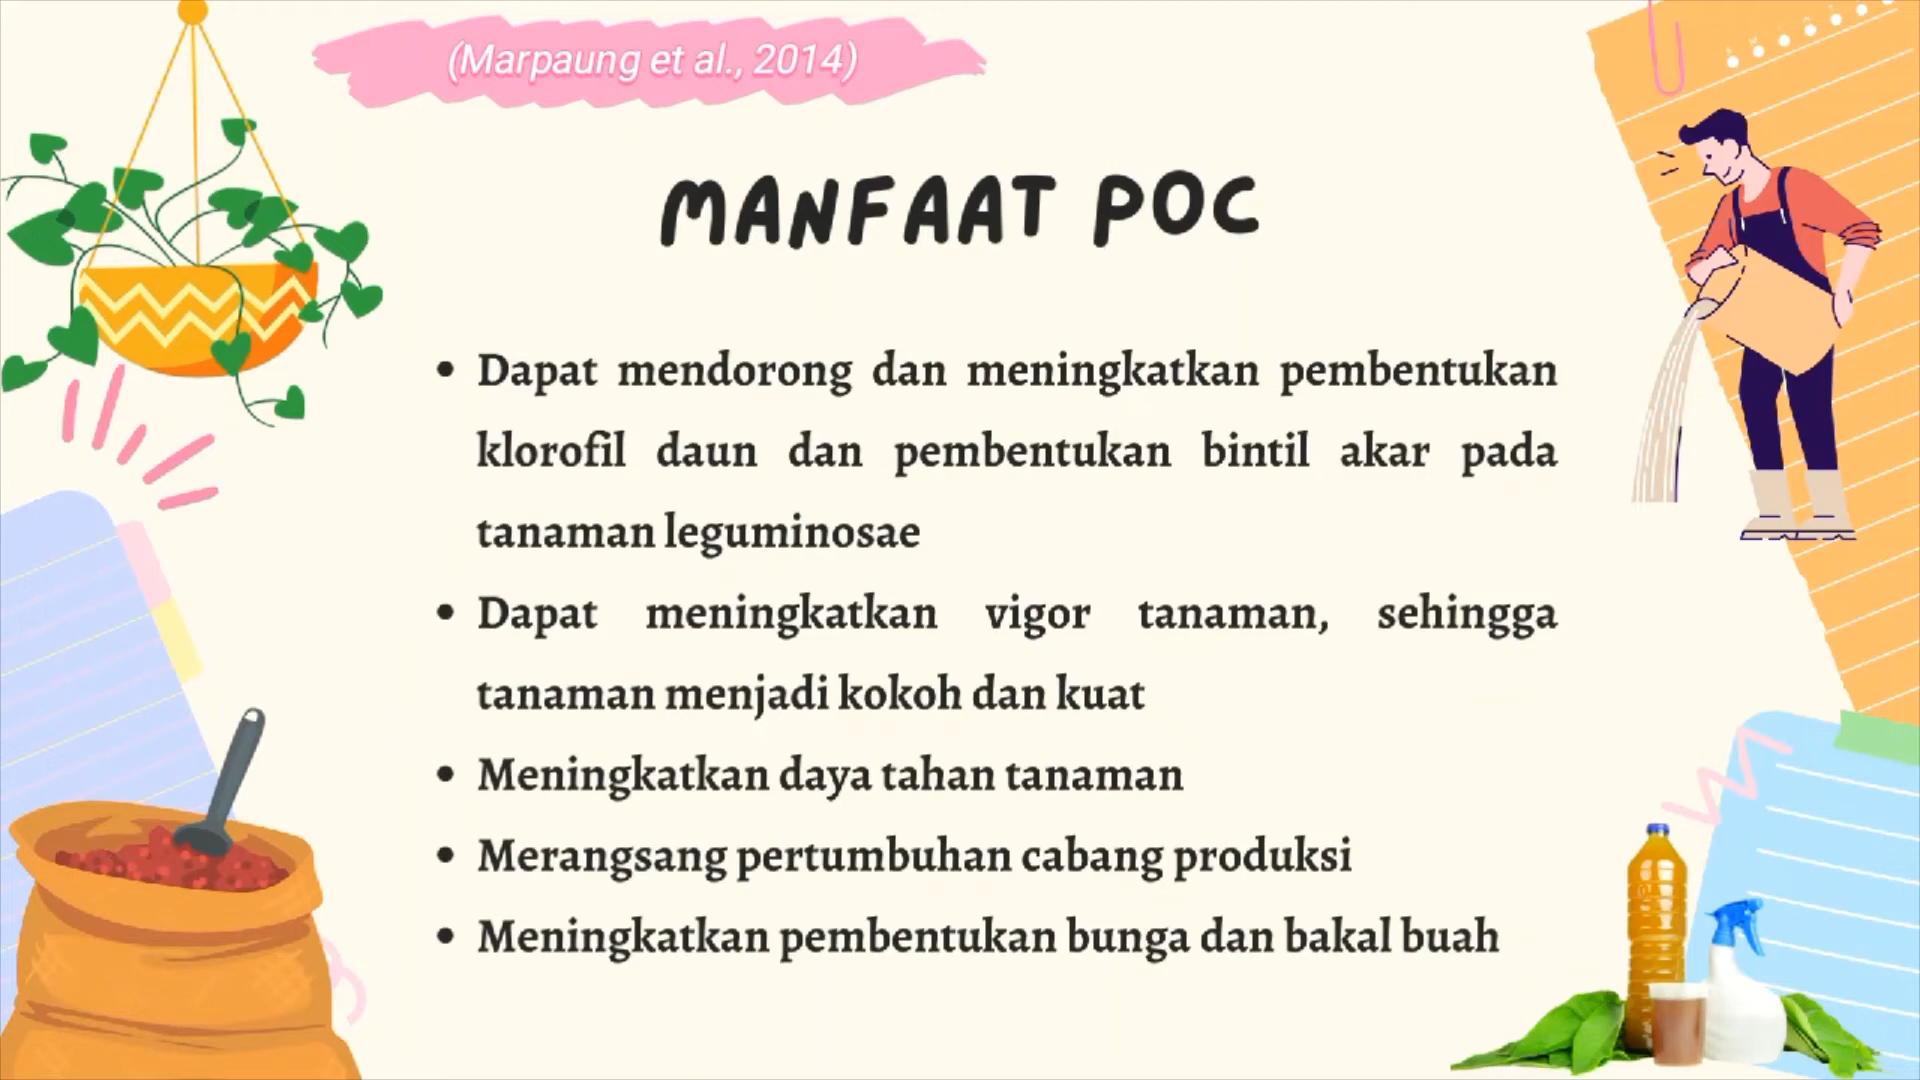 (Marpaung et al., 2014)
MANFAAT POC
• Dapat mendorong dan meningkatkan pembentukan
klorofil daun dan pembentukan bintil akar pada
tanaman leguminosae
• Dapat meningkatkan vigor tanaman, sehingga
tanaman menjadi kokoh dan kuat
• Meningkatkan daya tahan tanaman
• Merangsang pertumbuhan cabang produksi
• Meningkatkan pembentukan bunga dan bakal buah